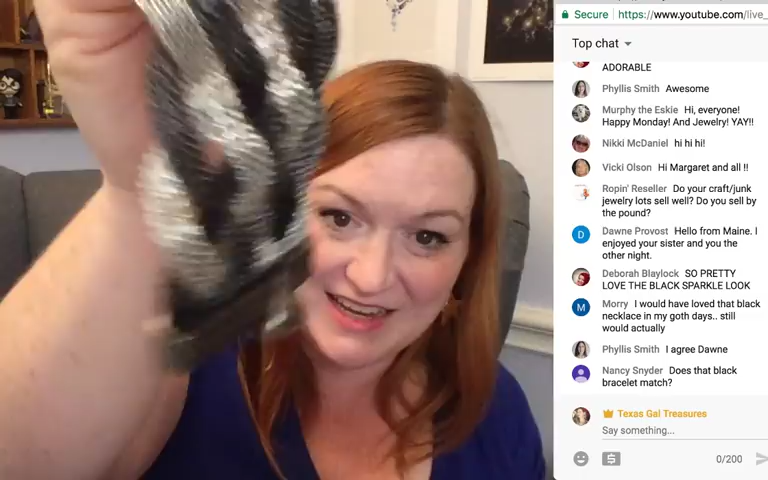 Secure https://www.youtube.com/live_
Top chat
ADORABLE
Phyllis Smith Awesome
Murphy the Eskie Hi, everyone!
Happy Monday! And Jewelry! YAY!!
Nikki McDaniel hi hi hi!
Vicki Olson Hi Margaret and all !!
Ropin' Reseller Do your craft/junk
jewelry lots sell well? Do you sell by
the pound?
D
Dawne Provost Hello from Maine. I
enjoyed your sister and you the
other night.
Deborah Blaylock SO PRETTY
LOVE THE BLACK SPARKLE LOOK
M
Morry I would have loved that black
necklace in my goth days.. still
would actually
Phyllis Smith I agree Dawne
Nancy Snyder Does that black
bracelet match?
Texas Gal Treasures
Say something...
0/200